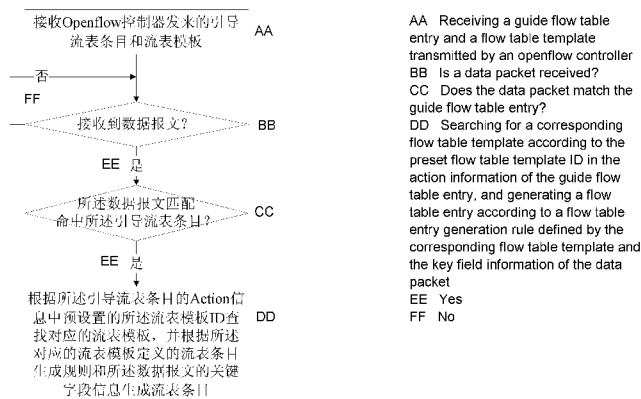 接收Openflow控制器发来的引导
流表条目和流表模板
AA
否
FF
接收到数据报文？
BB
EE 是
所述数据报文匹配
命中所述引导流表条目？
CC
EE 是
根据所述引导流表条目的Action信
息中预设置的所述流表模板ID查
找对应的流表模板，并根据所述
对应的流表模板定义的流表条目
生成规则和所述数据报文的关键
字段信息生成流表条目
DD
AA Receiving a guide flow table
entry and a flow table template
transmitted by an openflow controller
BB Is a data packet received?
CC Does the data packet match the
guide flow table entry?
DD Searching for a corresponding
flow table template according to the
preset flow table template ID in the
action information of the guide flow
table entry, and generating a flow
table entry according to a flow table
entry generation rule defined by the
corresponding flow table template and
the key field information of the data
packet
EE Yes
FF No